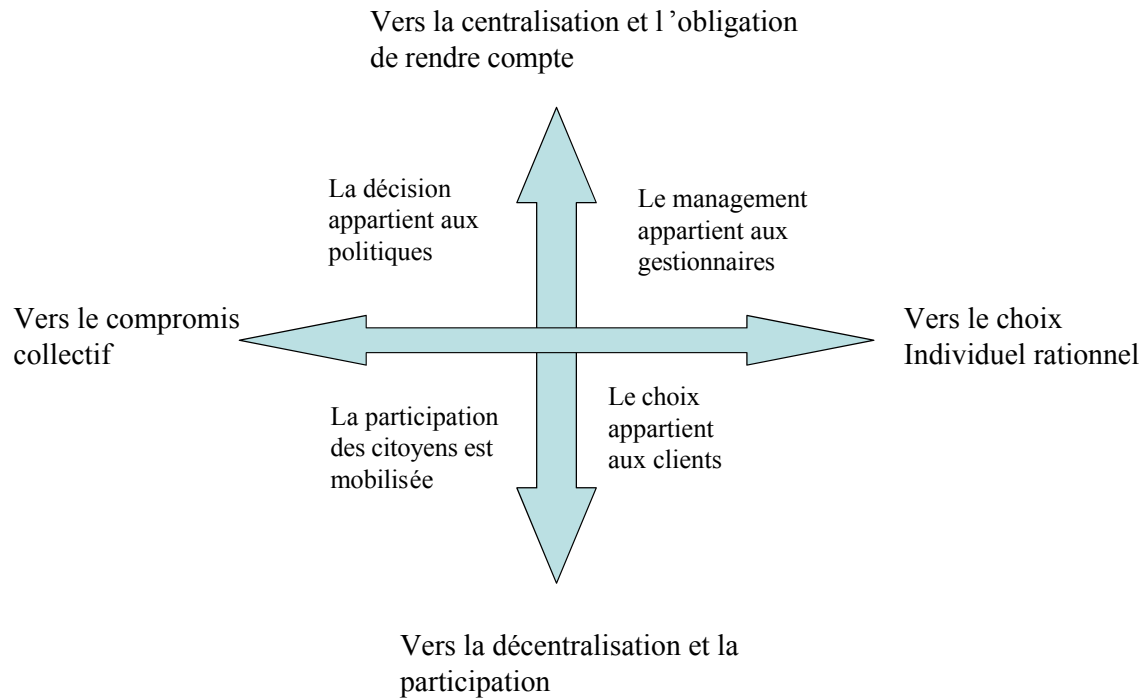 Vers la centralisation et l ’obligation
de rendre compte
La décision
appartient aux
politiques
Le management
appartient aux
gestionnaires
Vers le compromis
collectif
Vers le choix
Individuel rationnel
La participation
des citoyens est
mobilisée
Le choix
appartient
aux clients
Vers la décentralisation et la
participation